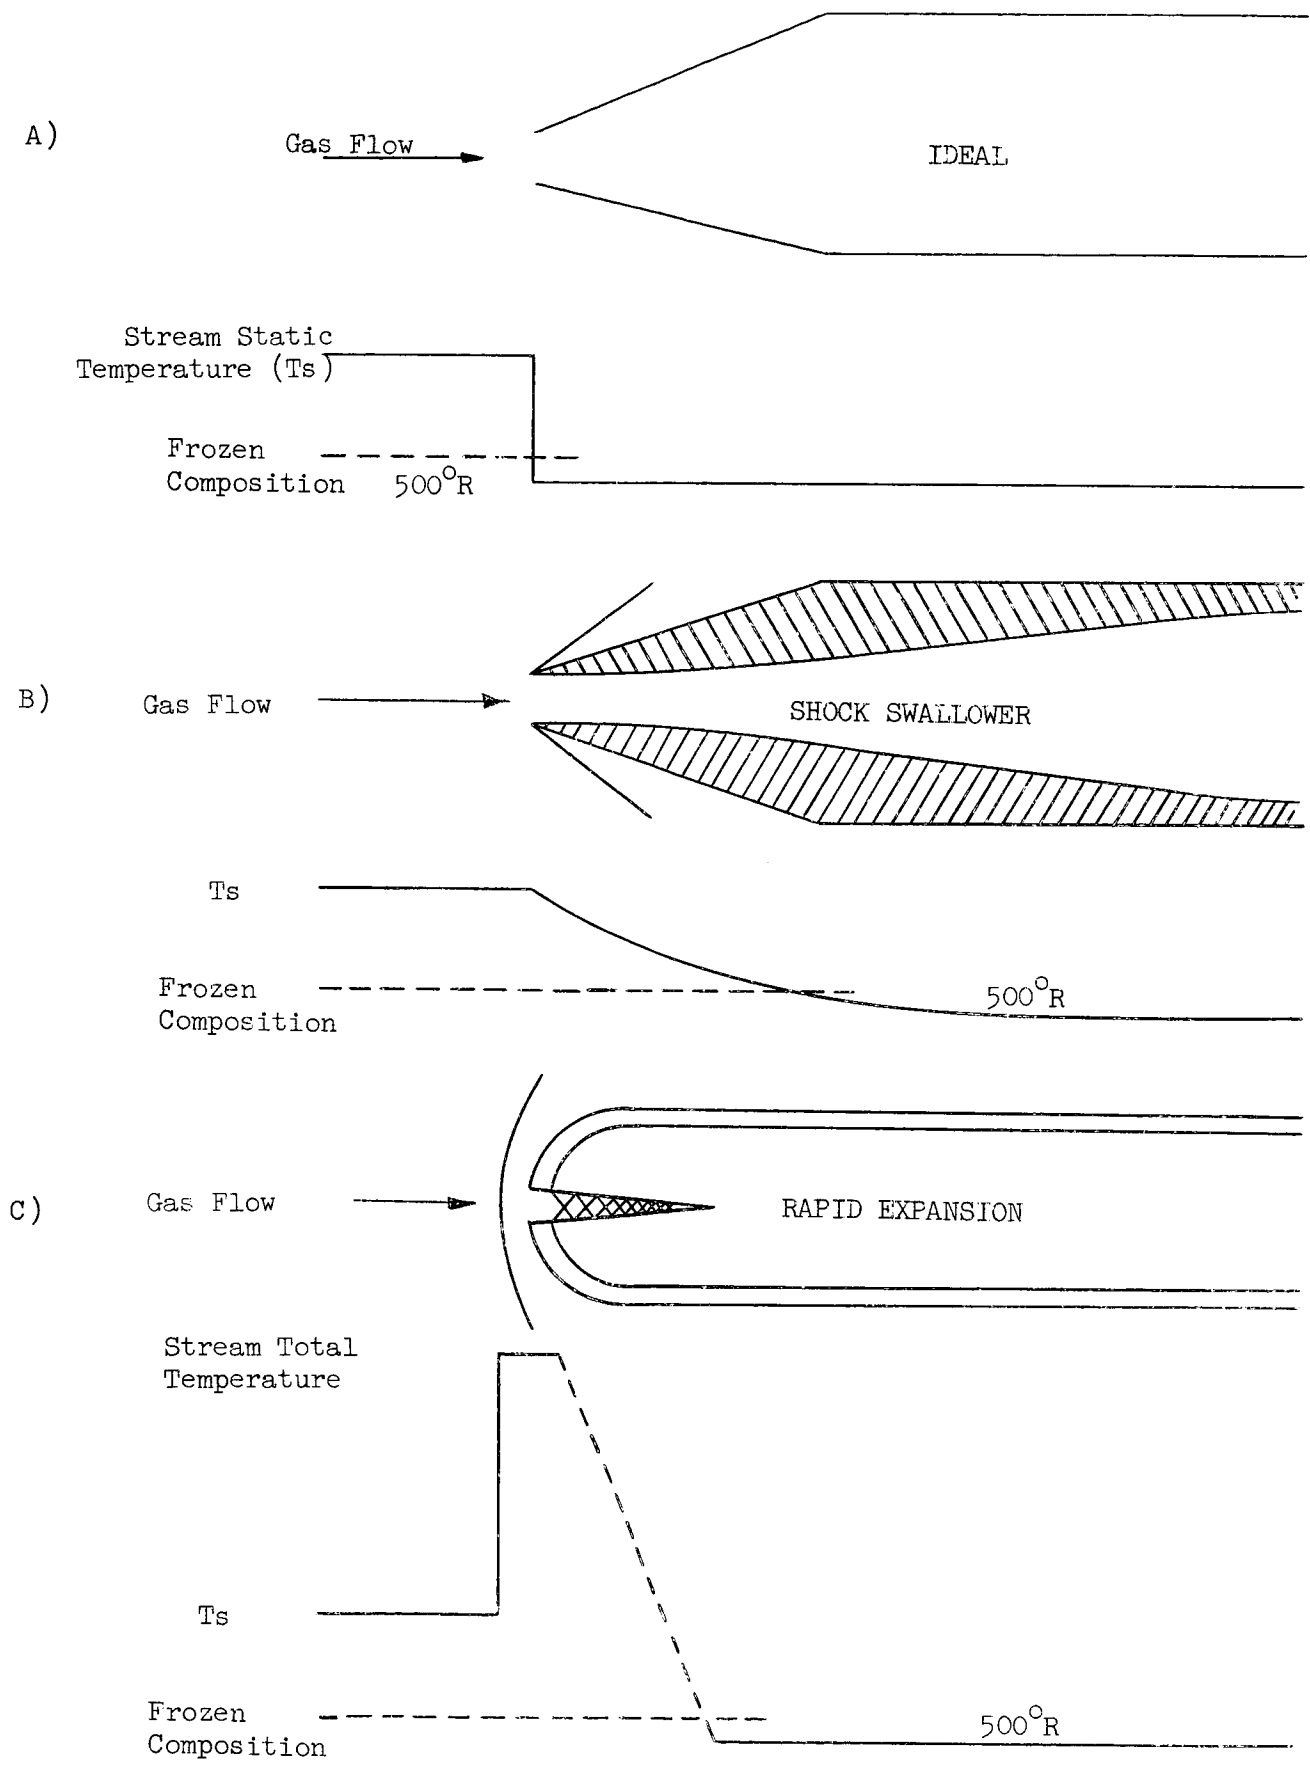 A)
Gas Flow
IDEAL
Stream Static
Temperature (Ts)
Frozen
Composition 500°R
B)
Gas Flow
SHOCK SWALLOWER
Ts
Frozen
Composition
500°R
C)
Gas Flow
RAPID EXPANSION
Stream Total
Temperature
Ts
Frozen
Composition
500°R